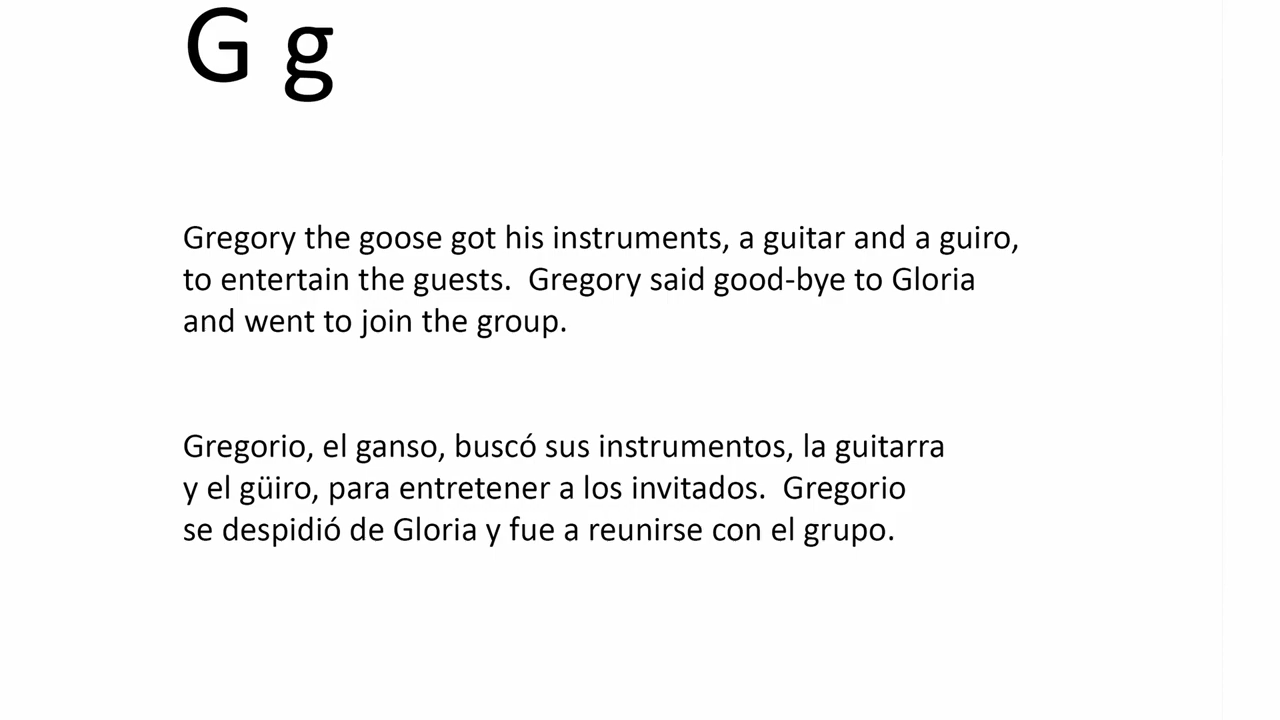 G g
Gregory the goose got his instruments, a guitar and a guiro,
to entertain the guests.  Gregory said good-bye to Gloria
and went to join the group.
Gregorio, el ganso, buscó sus instrumentos, la guitarra
y el güiro, para entretener a los invitados.  Gregorio
se despidió de Gloria y fue a reunirse con el grupo.